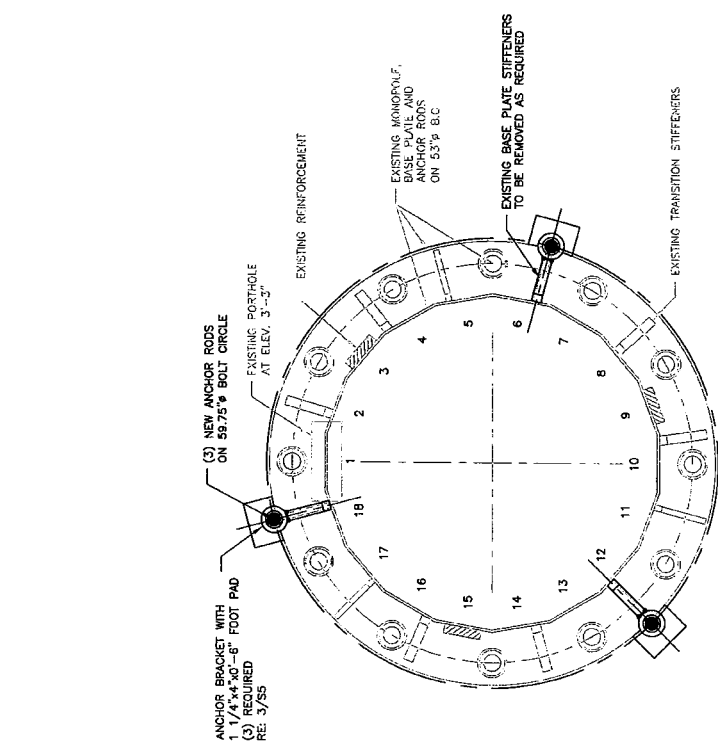 (3) NEW ANCHOR RODS
ON 59.75"ø BOLT CIRCLE
EXISTING PORTHOLE
AT ELEV. 3'-3"
EXISTING REINFORCEMENT
EXISTING MONOPOLE,
BASE PLATE AND
ANCHOR RODS
ON 53"ø B.C
EXISTING BASE PLATE STIFFENERS
TO BE REMOVED AS REQUIRED
EXISTING TRANSITION STIFFENERS
ANCHOR BRACKET WITH
1 1/4"x4"x0'-6" FOOT PAD
(3) REQUIRED
RE: 3/S5
1
2
3
4
5
6
7
8
9
10
11
12
13
14
15
16
17
18